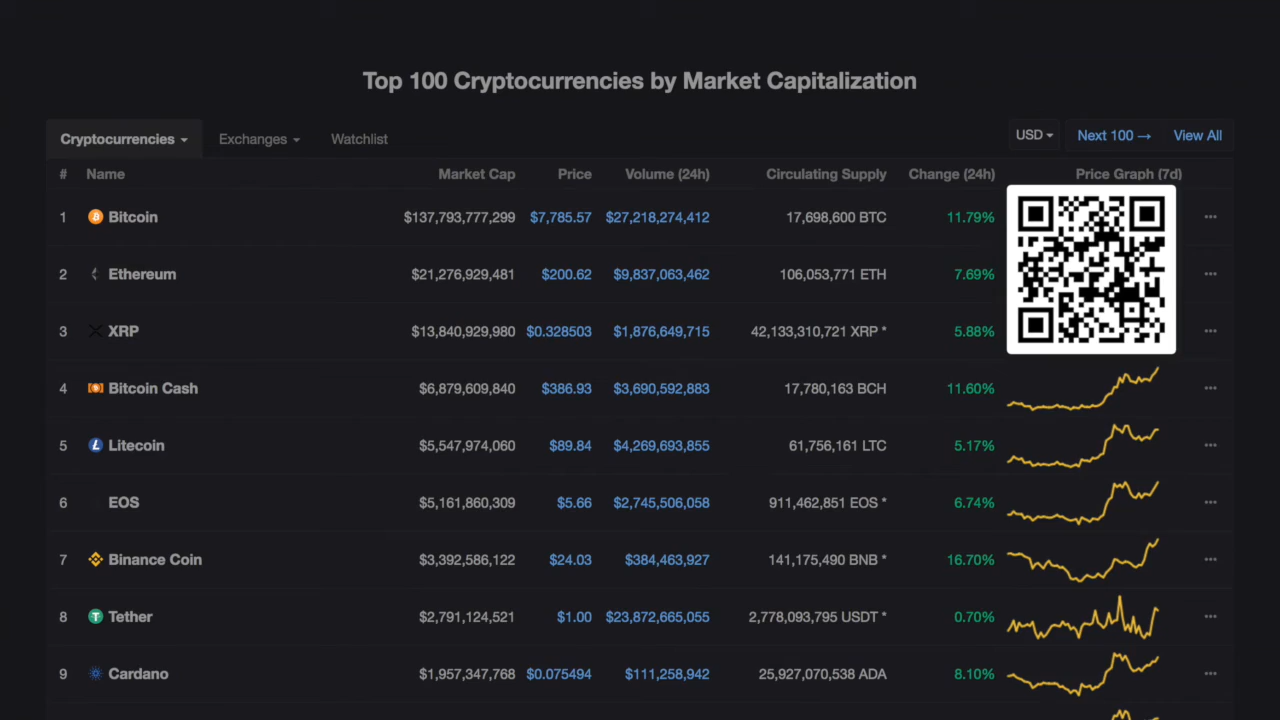 Top 100 Cryptocurrencies by Market Capitalization
Cryptocurrencies Exchanges Watchlist USD Next 100 → View All
# Name Market Cap Price Volume (24h) Circulating Supply Change (24h) Price Graph (7d)
1 Bitcoin $137,793,777,299 $7,785.57 $27,218,274,412 17,698,600 BTC 11.79%
2 Ethereum $21,276,929,481 $200.62 $9,837,063,462 106,053,771 ETH 7.69%
3 XRP $13,840,929,980 $0.328503 $1,876,649,715 42,133,310,721 XRP * 5.88%
4 Bitcoin Cash $6,879,609,840 $386.93 $3,690,592,883 17,780,163 BCH 11.60%
5 Litecoin $5,547,974,060 $89.84 $4,269,693,855 61,756,161 LTC 5.17%
6 EOS $5,161,860,309 $5.66 $2,745,506,058 911,462,851 EOS * 6.74%
7 Binance Coin $3,392,586,122 $24.03 $384,463,927 141,175,490 BNB * 16.70%
8 Tether $2,791,124,521 $1.00 $23,872,665,055 2,778,093,795 USDT * 0.70%
9 Cardano $1,957,347,768 $0.075494 $111,258,942 25,927,070,538 ADA 8.10%